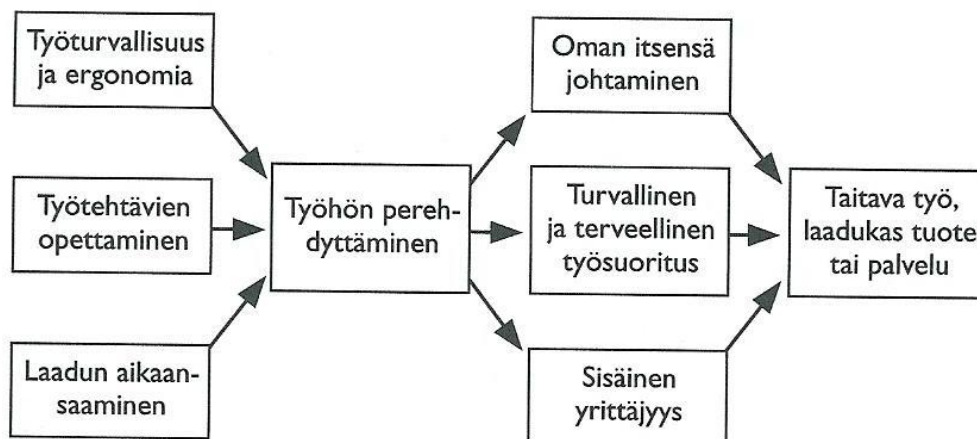 Työturvallisuus
ja ergonomia
Työtehtävien
opettaminen
Laadun aikaan-
saaminen
Työhön pereh-
dyttäminen
Oman itsensä
johtaminen
Turvallinen
ja terveellinen
työsuoritus
Sisäinen
yrittäjyys
Taitava työ,
laadukas tuote
tai palvelu